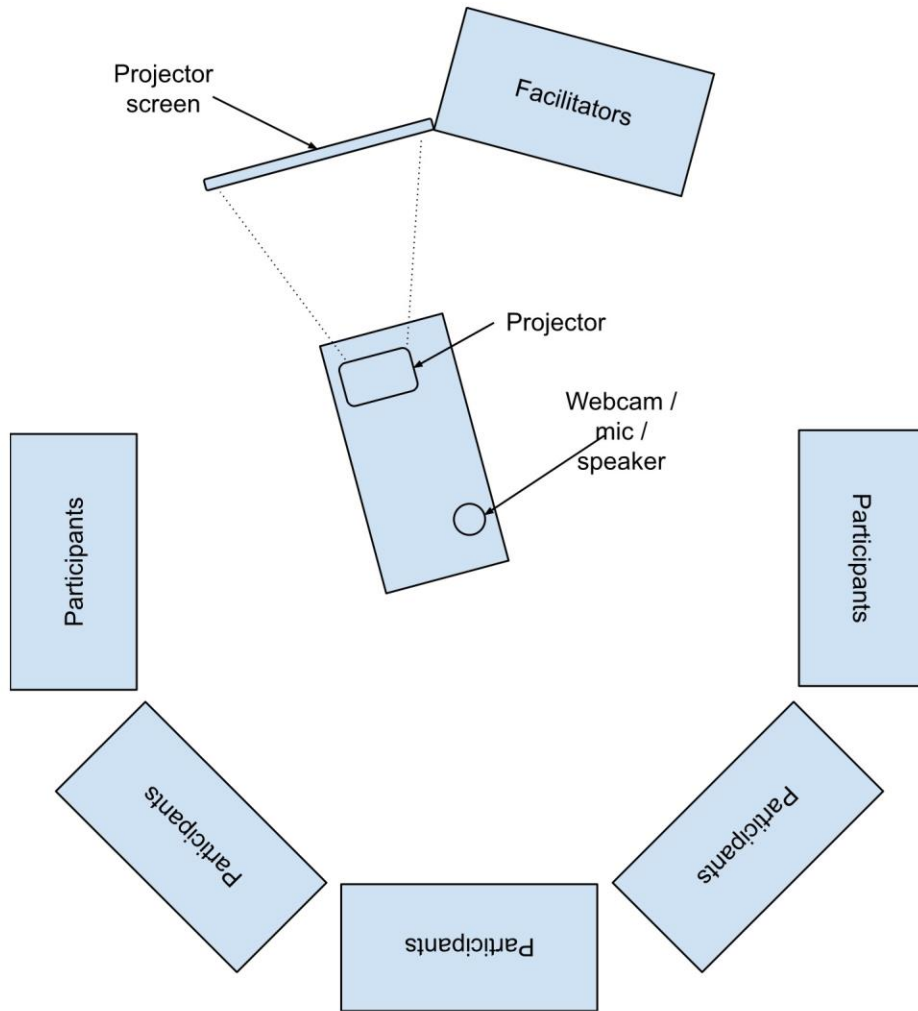 Projector
screen
Facilitators
Projector
Webcam /
mic /
speaker
Participants
Participants
Participants
Participants
Participants